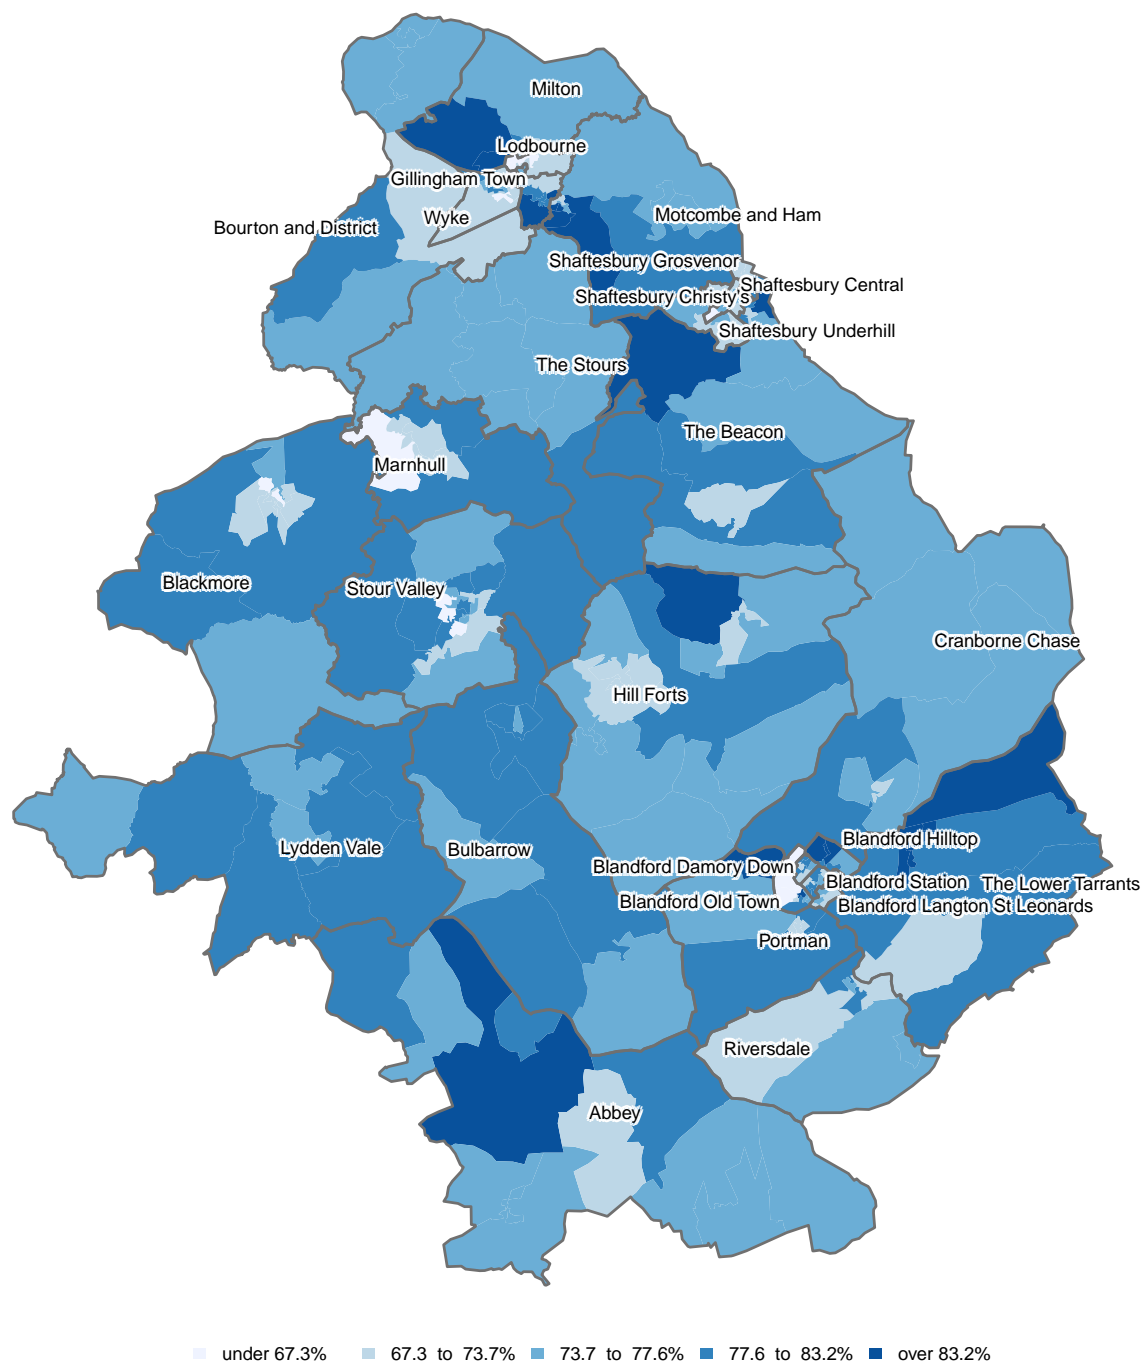 Milton
Lodbourne
Gillingham Town
Wyke
Motcombe and Ham
Bourton and District
Shaftesbury Grosvenor
Shaftesbury Central
Shaftesbury Christy's
Shaftesbury Underhill
The Stours
The Beacon
Marnhull
Blackmore
Stour Valley
Cranborne Chase
Hill Forts
Blandford Hilltop
Lydden Vale
Bulbarrow
Blandford Damory Down
Blandford Station
The Lower Tarrants
Blandford Old Town
Blandford Langton St Leonards
Portman
Riversdale
Abbey
under 67.3%
67.3 to 73.7%
73.7 to 77.6%
77.6 to 83.2%
over 83.2%